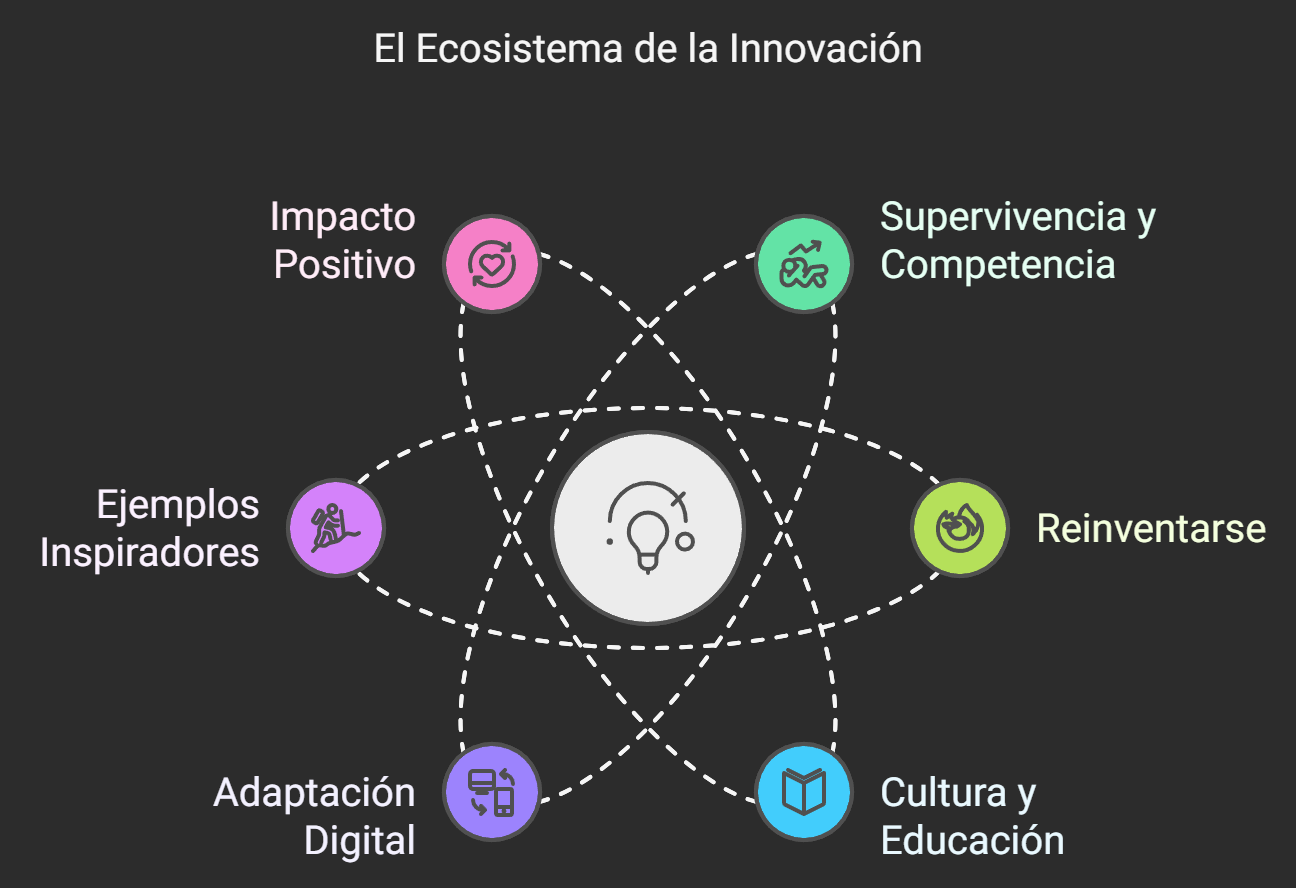 El Ecosistema de la Innovación
Impacto
Positivo
Supervivencia y
Competencia
Ejemplos
Inspiradores
Reinventarse
Adaptación
Digital
Cultura y
Educación